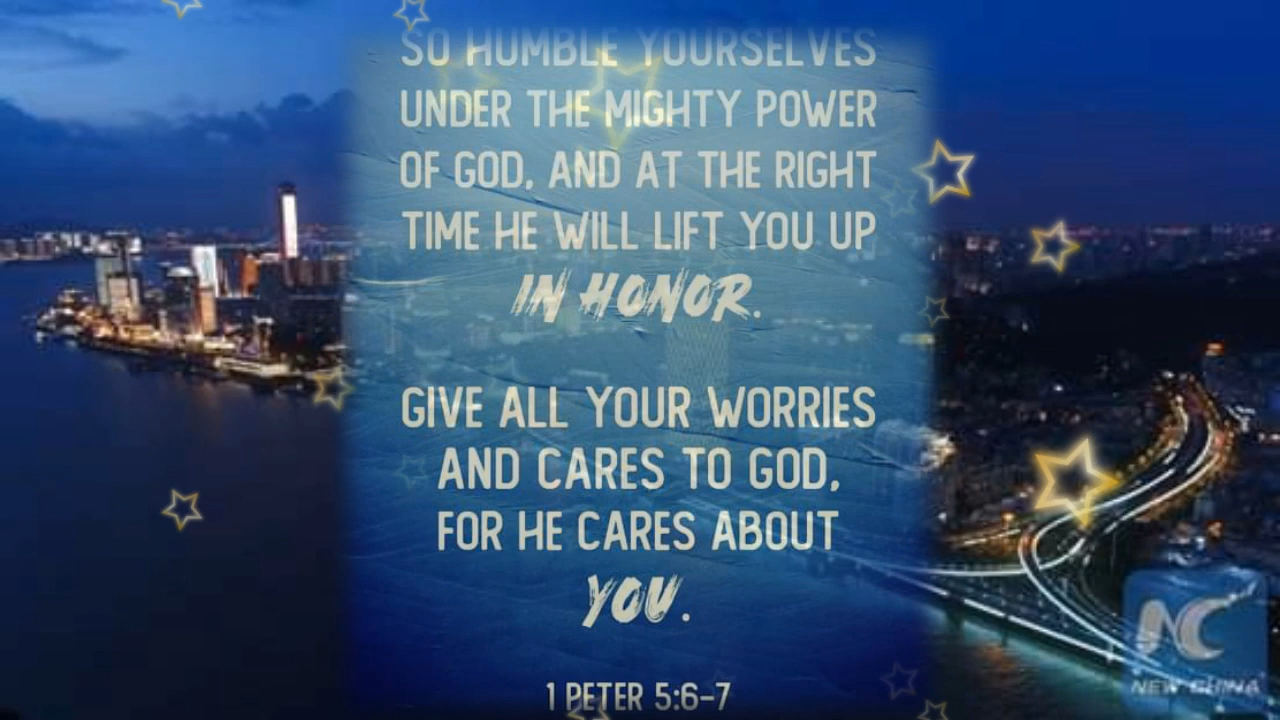 SO HUMBLE YOURSELVES
UNDER THE MIGHTY POWER
OF GOD, AND AT THE RIGHT
TIME HE WILL LIFT YOU UP
IN HONOR.
GIVE ALL YOUR WORRIES
AND CARES TO GOD,
FOR HE CARES ABOUT
YOU.
1 PETER 5:6-7
NC
NEW CHINA